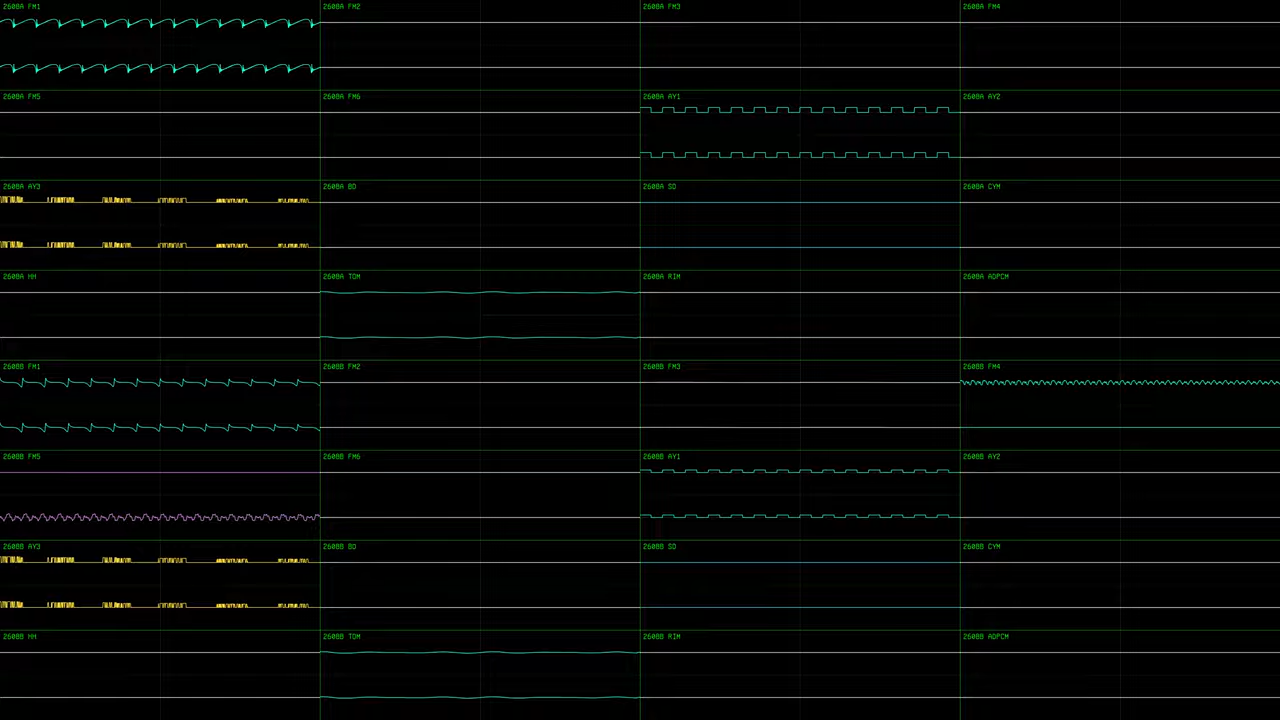 2608A FM1 2608A FM2 2608A FM3 2608A FM4
2608A FM5 2608A FM6 2608A AY1 2608A AY2
2608A AY3 2608A BD 2608A SD 2608A CYM
2608A HH 2608A TOM 2608A RIM 2608A ADPCM
2608B FM1 2608B FM2 2608B FM3 2608B FM4
2608B FM5 2608B FM6 2608B AY1 2608B AY2
2608B AY3 2608B BD 2608B SD 2608B CYM
2608B HH 2608B TOM 2608B RIM 2608B ADPCM